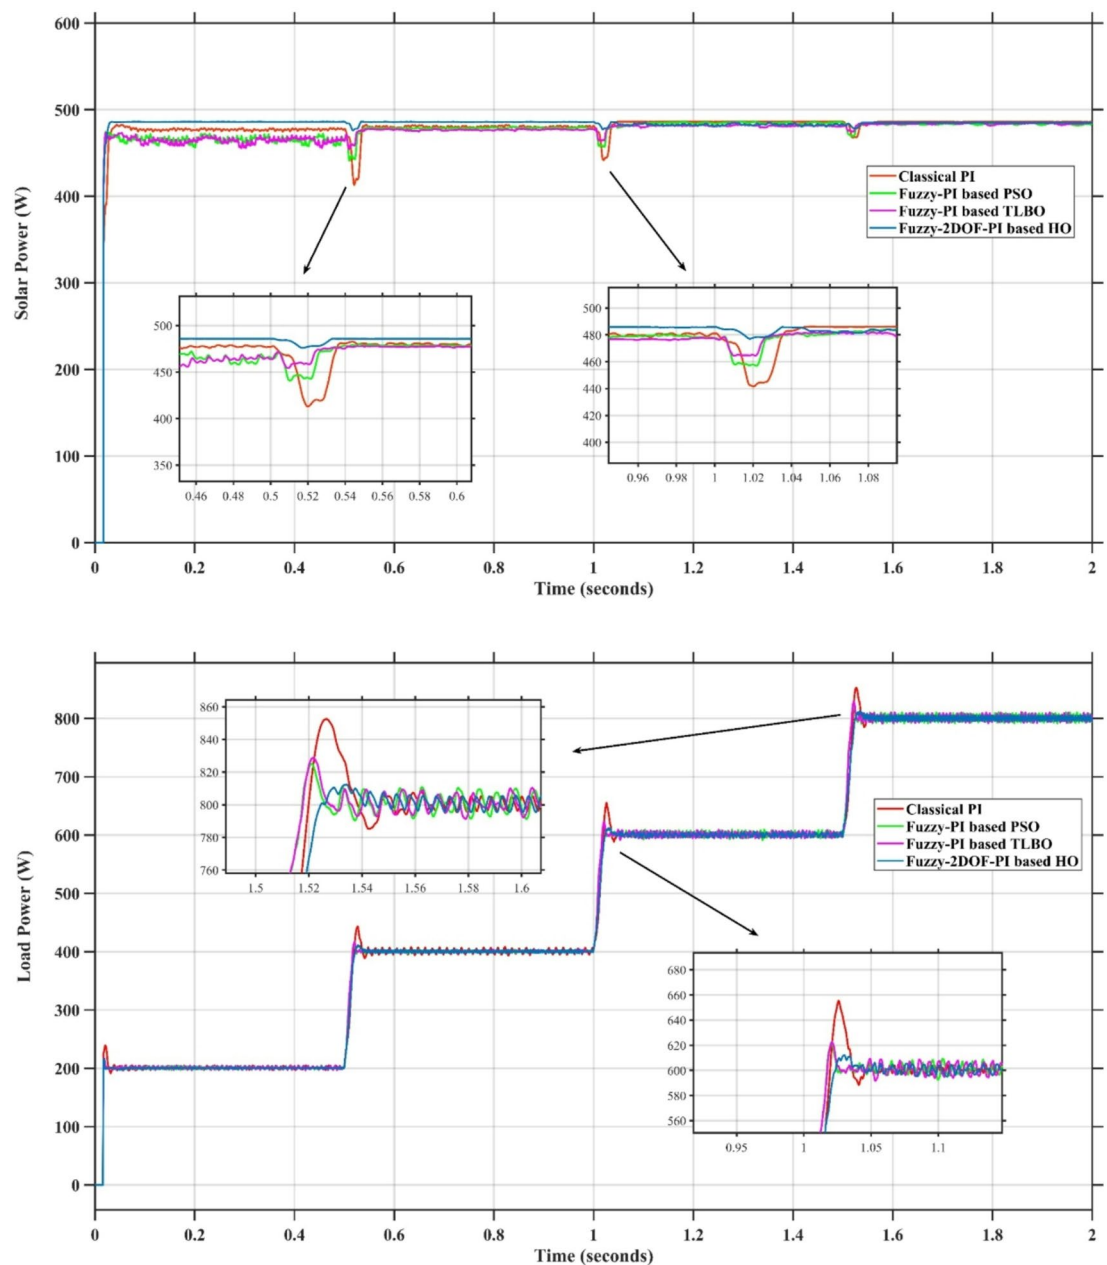 600
500
400
300
200
100
0
Solar Power (W)
Classical PI
Fuzzy-PI based PSO
Fuzzy-PI based TLBO
Fuzzy-2DOF-PI based HO
500
450
400
350
0.46 0.48 0.5 0.52 0.54 0.56 0.58 0.6
500
480
460
440
420
400
0.96 0.98 1 1.02 1.04 1.06 1.08
0 0.2 0.4 0.6 0.8 1 1.2 1.4 1.6 1.8 2
Time (seconds)
800
700
600
500
400
300
200
100
0
Load Power (W)
860
840
820
800
780
760
1.5 1.52 1.54 1.56 1.58 1.6
Classical PI
Fuzzy-PI based PSO
Fuzzy-PI based TLBO
Fuzzy-2DOF-PI based HO
680
660
640
620
600
580
560
0.95 1 1.05 1.1
0 0.2 0.4 0.6 0.8 1 1.2 1.4 1.6 1.8 2
Time (seconds)